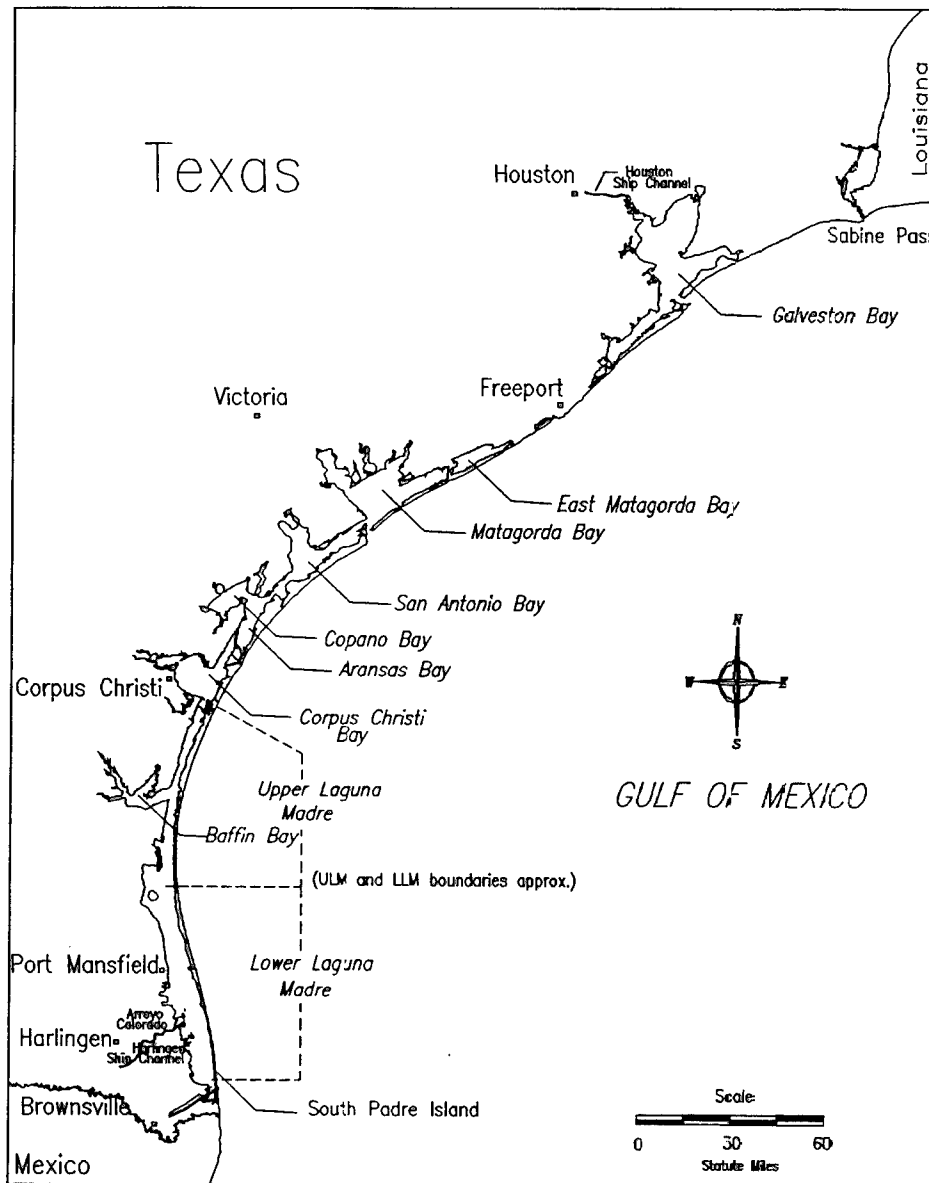 Louisiana
Texas
Houston
Houston
Ship Channel
Sabine Pass
Galveston Bay
Freeport
Victoria
East Matagorda Bay
Matagorda Bay
San Antonio Bay
Copano Bay
Aransas Bay
Corpus Christi
Corpus Christi
Bay
N
W
E
S
GULF OF MEXICO
Upper Laguna
Madre
Baffin Bay
(ULM and LLM boundaries approx.)
Port Mansfield
Lower Laguna
Madre
Arroyo
Colorado
Harlingen
Harlingen
Ship Channel
Brownsville
South Padre Island
Mexico
Scale:
0 30 60
Statute Miles